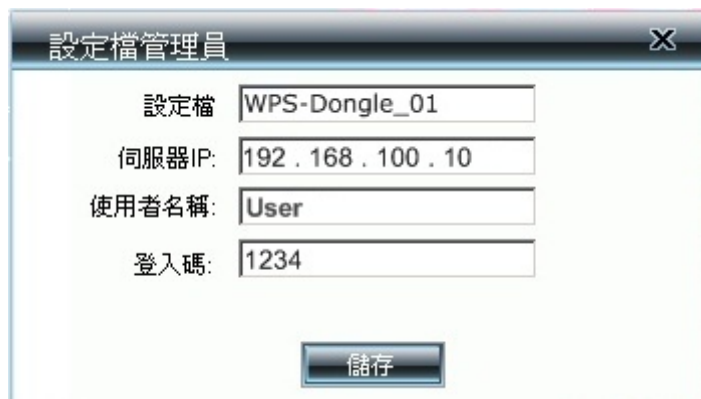 設定檔管理員
設定檔 WPS-Dongle_01
伺服器IP: 192 . 168 . 100 . 10
使用者名稱: User
登入碼: 1234
儲存